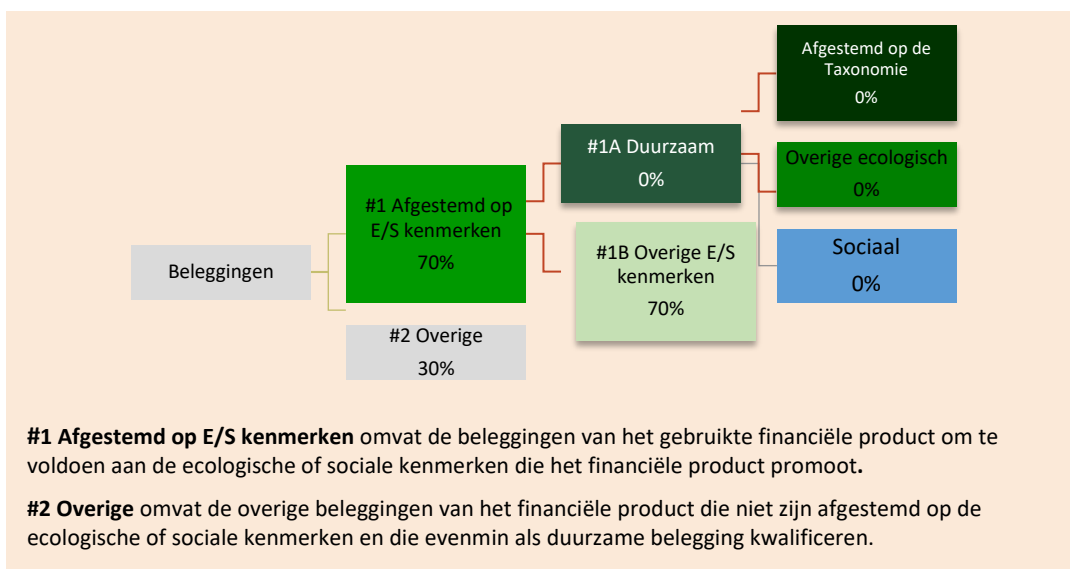 Beleggingen
#1 Afgestemd op
E/S kenmerken
70%
#2 Overige
30%
#1A Duurzaam
0%
#1B Overige E/S
kenmerken
70%
Afgestemd op de
Taxonomie
0%
Overige ecologisch
0%
Sociaal
0%
#1 Afgestemd op E/S kenmerken omvat de beleggingen van het gebruikte financiële product om te
voldoen aan de ecologische of sociale kenmerken die het financiële product promoot.
#2 Overige omvat de overige beleggingen van het financiële product die niet zijn afgestemd op de
ecologische of sociale kenmerken en die evenmin als duurzame belegging kwalificeren.